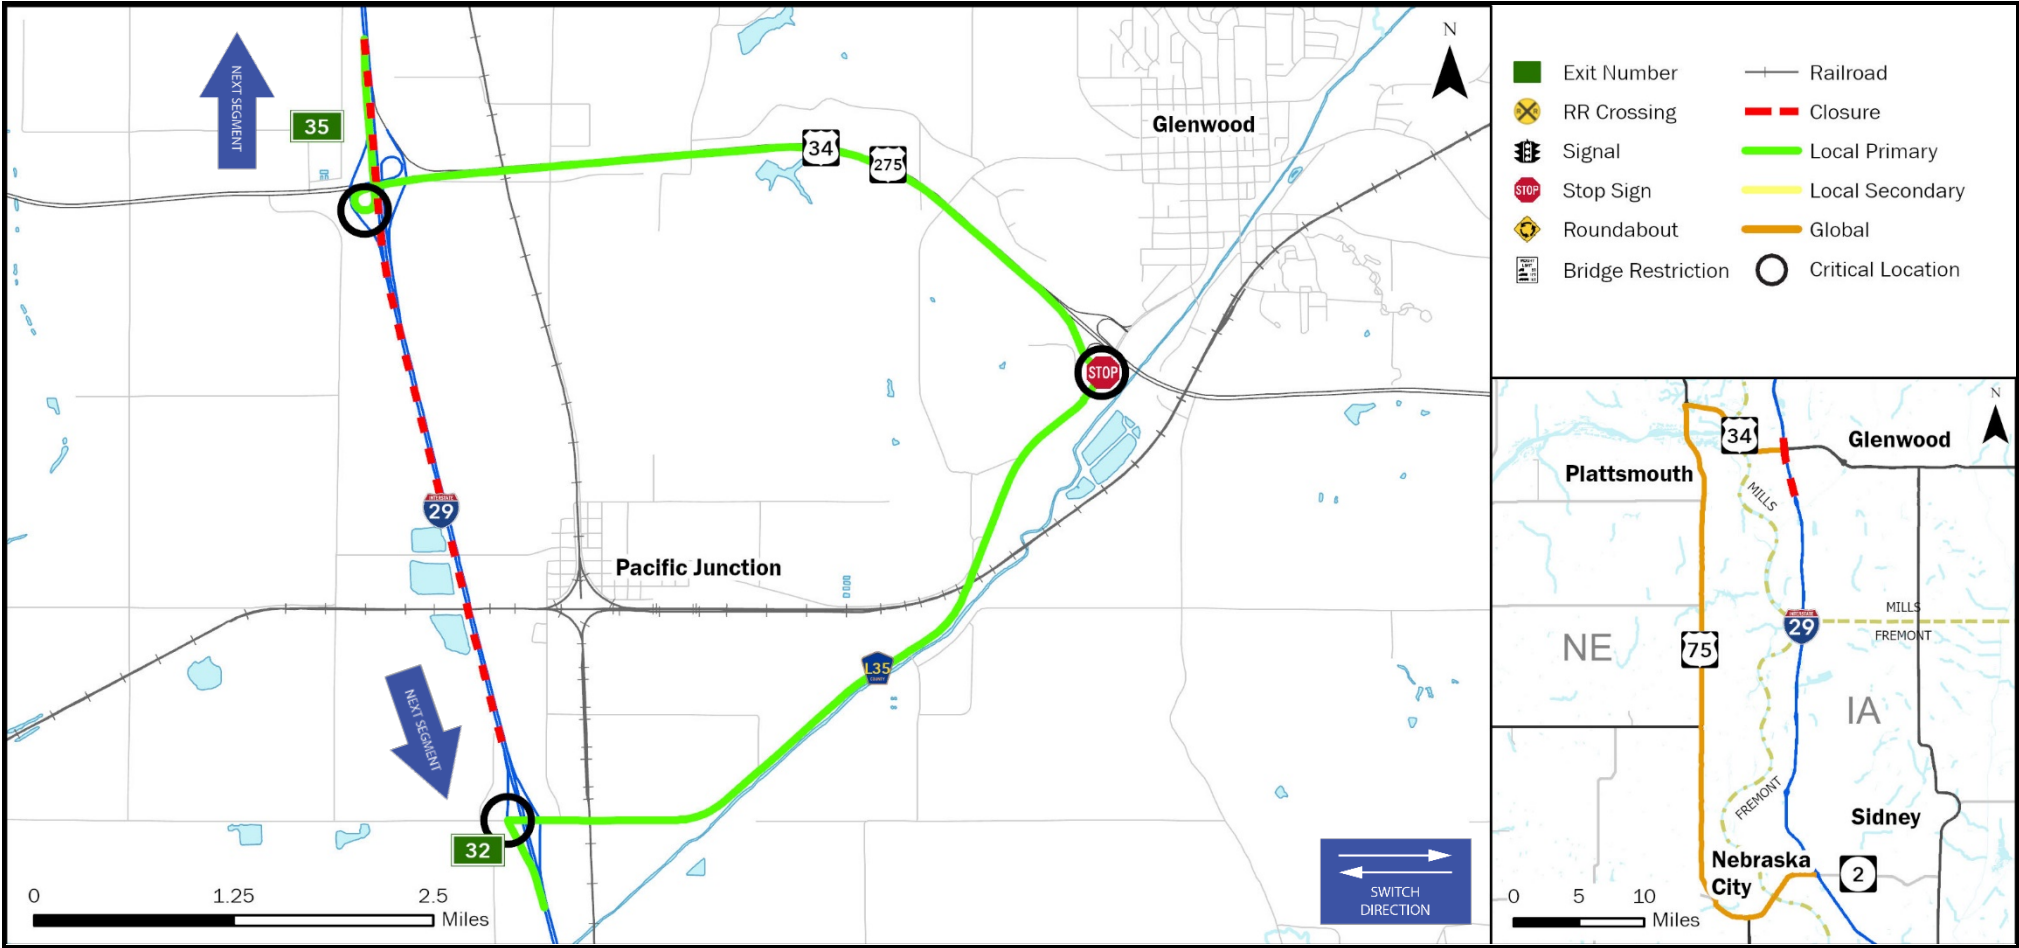 NEXT SEGMENT
35
34
275
Glenwood
N
STOP
29
Pacific Junction
L35
COUNTY
NEXT SEGMENT
32
0 1.25 2.5
Miles
SWITCH
DIRECTION
Exit Number
RR Crossing
Signal
STOP
Stop Sign
Roundabout
Bridge Restriction
Railroad
Closure
Local Primary
Local Secondary
Global
Critical Location
N
34
Glenwood
Plattsmouth
MILLS
MILLS
FREMONT
INTERSTATE
29
NE
75
IA
FREMONT
Sidney
Nebraska
City
2
0 5 10
Miles